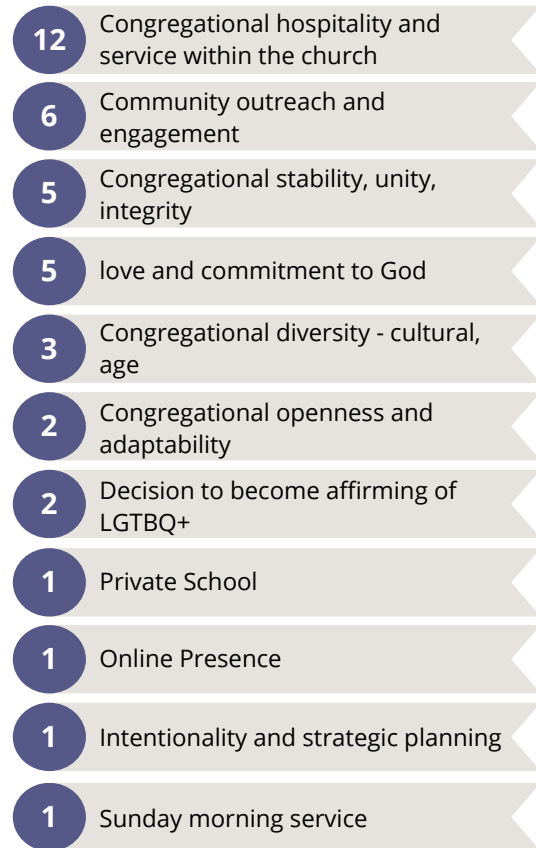 12
Congregational hospitality and
service within the church
6
Community outreach and
engagement
5
Congregational stability, unity,
integrity
5
love and commitment to God
3
Congregational diversity - cultural,
age
2
Congregational openness and
adaptability
2
Decision to become affirming of
LGTBQ+
1
Private School
1
Online Presence
1
Intentionality and strategic planning
1
Sunday morning service